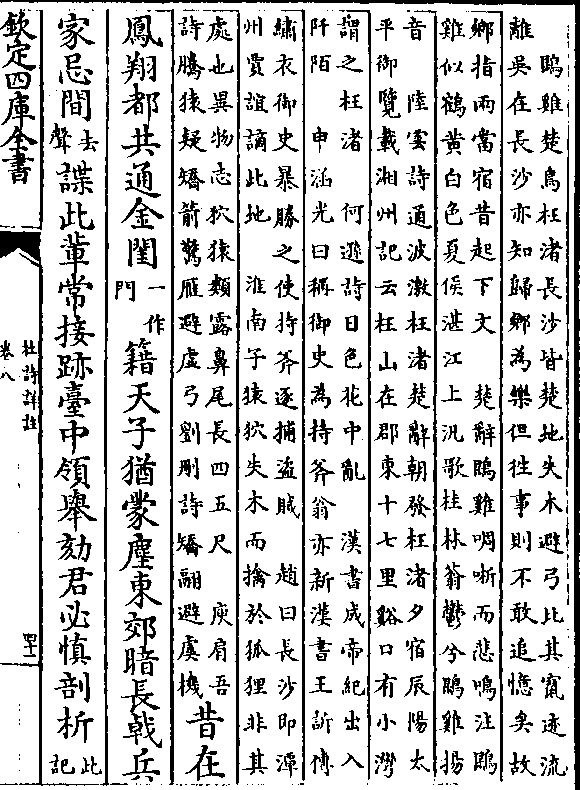 鵾雞楚鳥枉渚長沙皆楚地失木避弓比其竄迹流
離吳在長沙亦知歸鄉為樂但往事則不敢追憶矣故
鄉指兩當宿昔起下文　楚辭鵾雞啁哳而悲鳴注鵾
雞似鶴黄白色夏侯湛江上汎歌桂林蓊鬱兮鵾雞揚
音　陸雲詩通波激枉渚楚辭朝發枉渚夕宿辰陽太
平御覽載湘州記云枉山在郡東十七里谿口有小灣
謂之枉渚　何遜詩日色花中亂　漢書成帝紀出入
阡陌　申涵光曰稱御史為持斧翁亦新漢書王訢傳
繡衣御史暴勝之使持斧逐捕盜賊　趙曰長沙即潭
州賈誼謫此地　淮南子猿狖失木而擒於狐狸非其
處也異物志狖猿類露鼻尾長四五尺　庾肩吾
詩騰猿疑矯箭驚雁避虛弓劉剛詩矯翮避虞機
昔在
鳳翔都共通金閨一作門籍天子猶蒙塵東郊暗長戟兵
家忌間去聲諜此輩常接跡臺中領舉劾君必慎剖析此記
欽定四庫全書
杜詩詳註
卷八